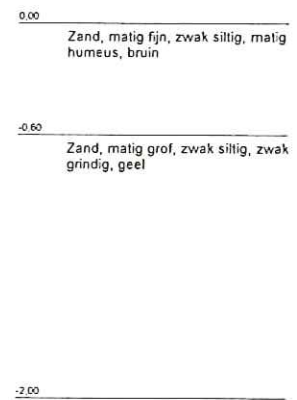 0,00
Zand, matig fijn, zwak siltig, matig
humeus, bruin
-0,60
Zand, matig grof, zwak siltig, zwak
grindig, geel
-2,00